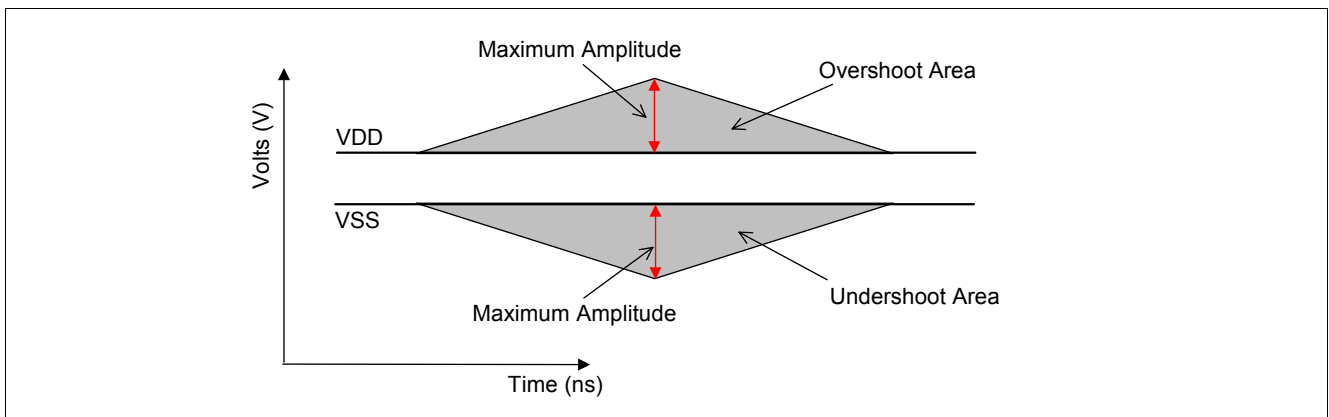 Maximum Amplitude
Overshoot Area
Volts (V)
VDD
VSS
Undershoot Area
Maximum Amplitude
Time (ns)